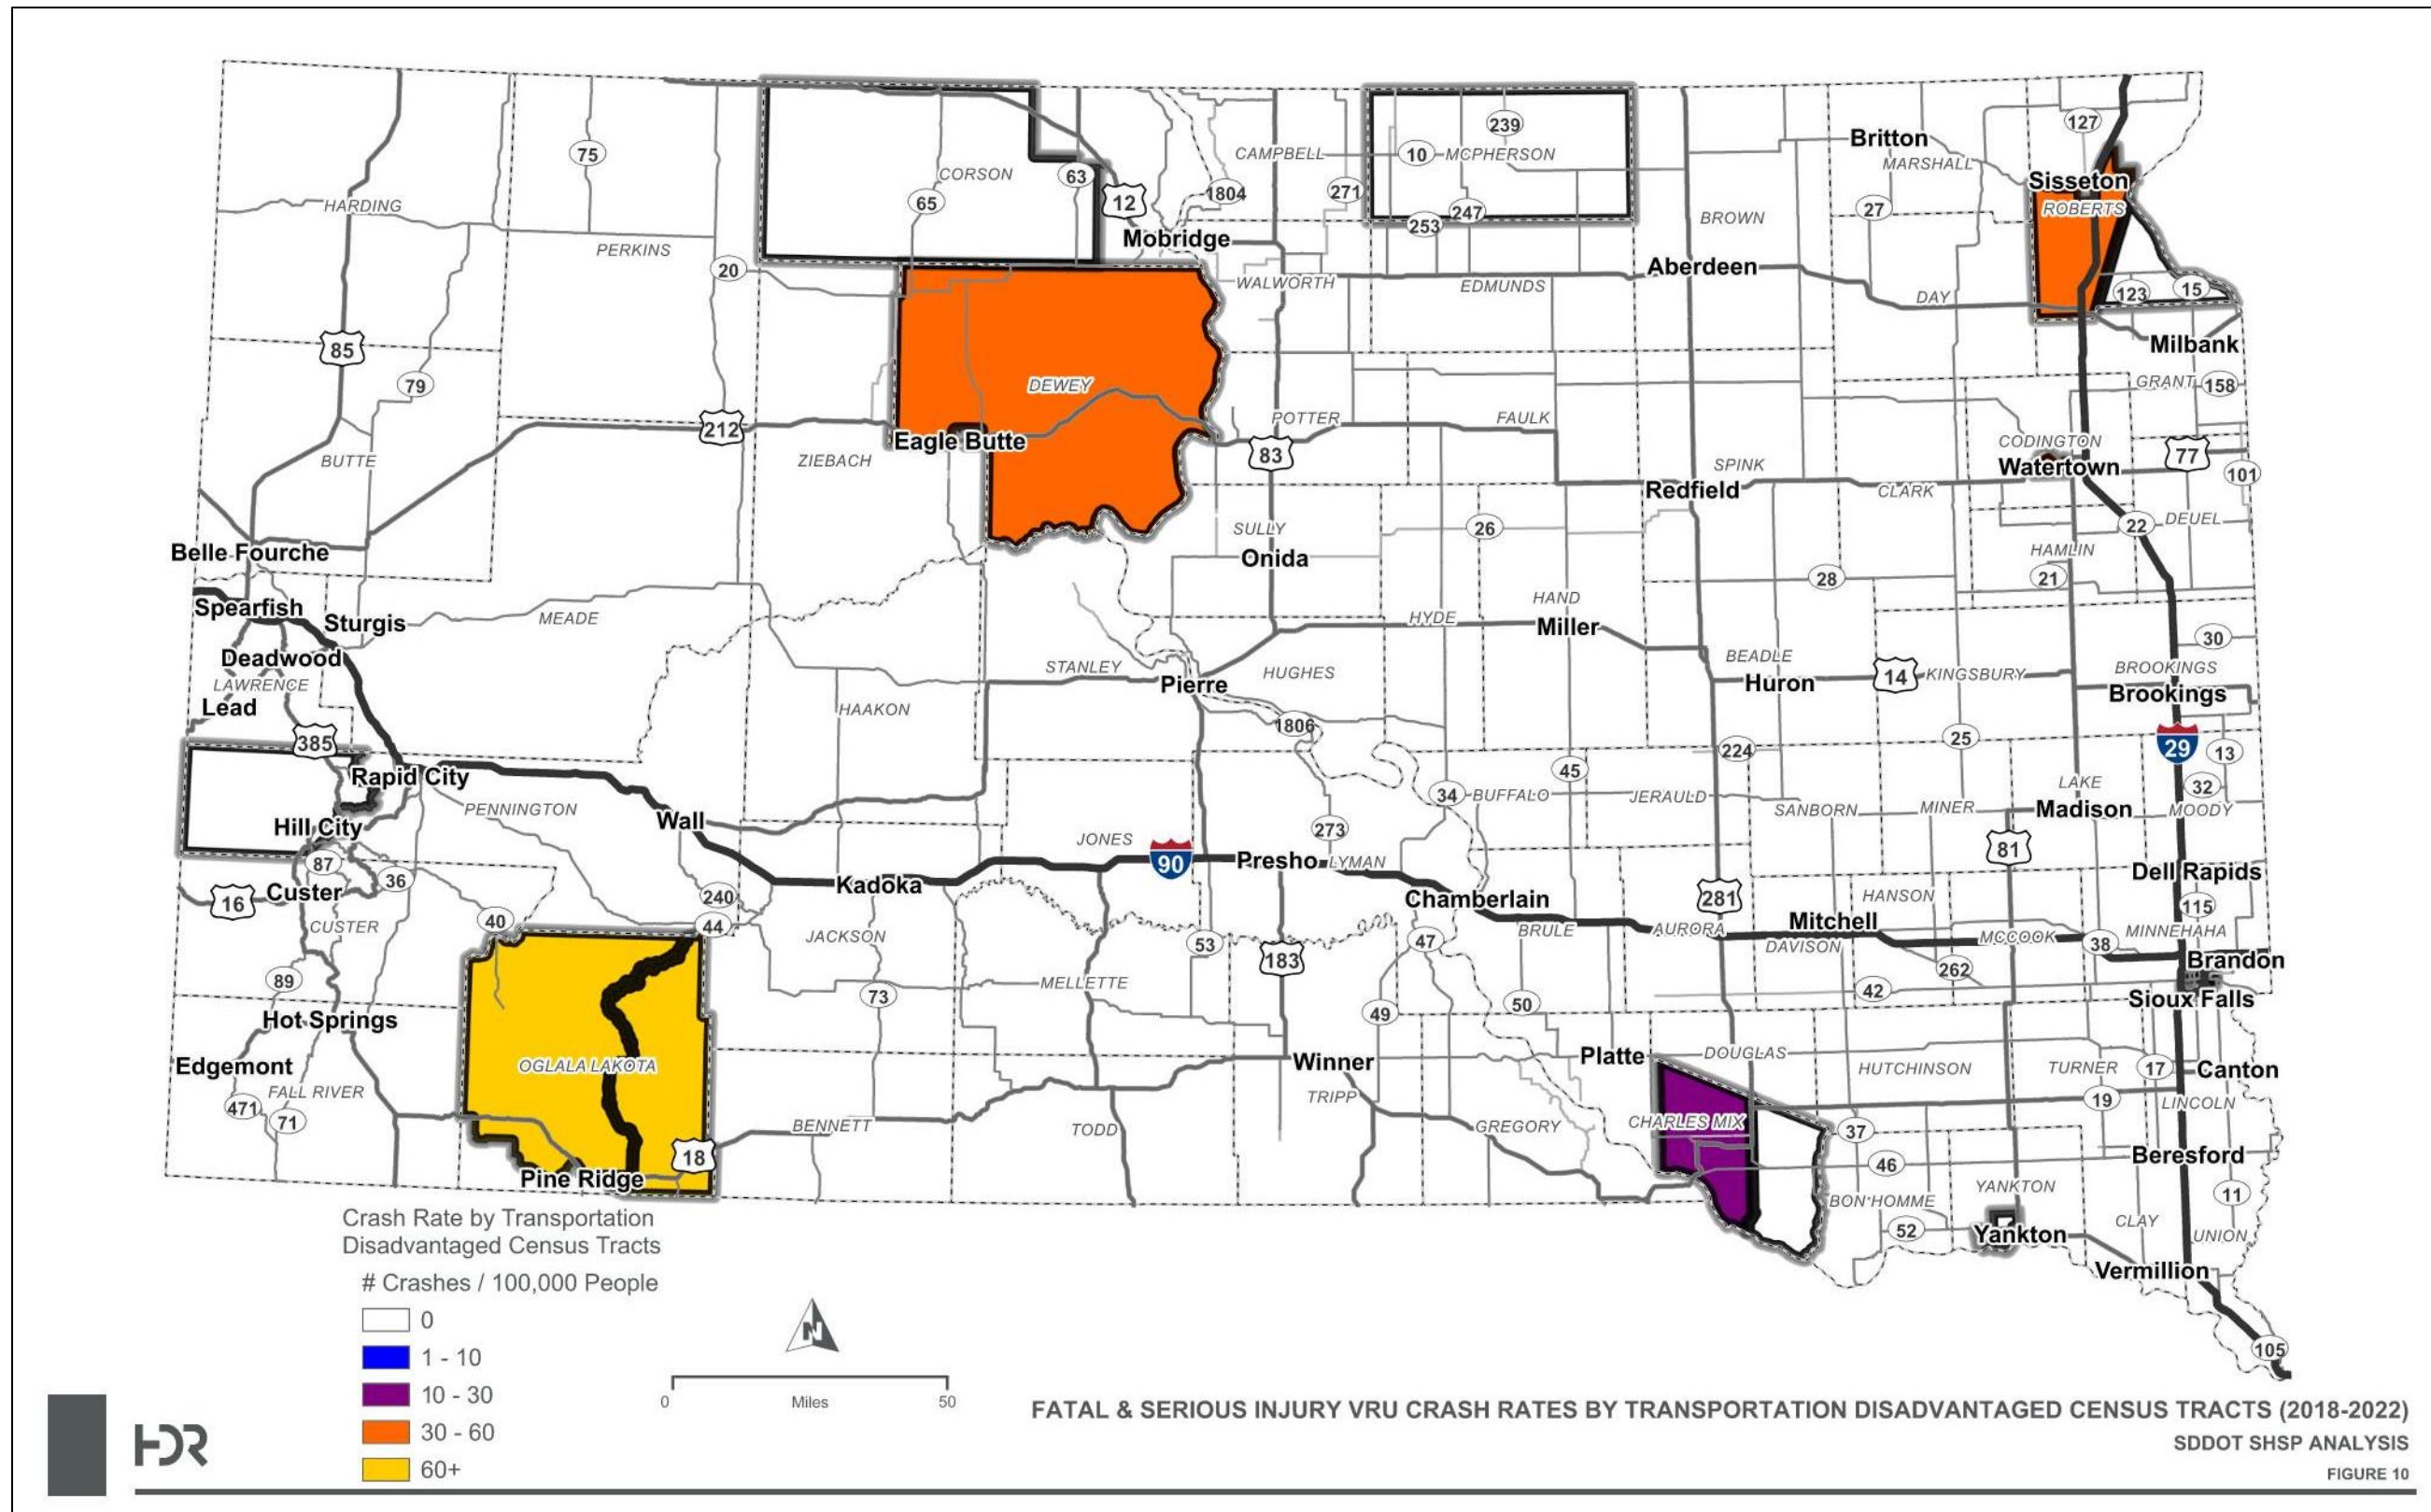 127
239
75
Britton
CAMPBELL
10
MCPHERSON
MARSHALL
CORSON
63
Sisseton
271
1804
65
12
HARDING
247
27
ROBERTS
BROWN
253
Mobridge
PERKINS
20
Aberdeen
WALWORTH
EDMUNDS
DAY
123
15
85
Milbank
79
DEWEY
GRANT
158
POTTER
FAULK
212
Eagle Butte
CODINGTON
83
77
BUTTE
ZIEBACH
SPINK
Watertown
101
Redfield
CLARK
SULLY
26
22
DEUEL
Belle Fourche
Onida
HAMLIN
28
21
Spearfish
HAND
Sturgis
MEADE
HYDE
Miller
30
Deadwood
BEADLE
STANLEY
HUGHES
BROOKINGS
LAWRENCE
Pierre
Huron
14
KINGSBURY
Brookings
Lead
HAAKON
1806
385
25
29
224
13
Rapid City
45
LAKE
32
PENNINGTON
34
BUFFALO
JERAULD
SANBORN
MINER
Madison
MOODY
Wall
Hill City
273
JONES
81
87
90
Presho
LYMAN
36
Kadoka
Dell Rapids
16
Custer
240
Chamberlain
281
HANSON
115
40
44
CUSTER
JACKSON
53
47
BRULE
AURORA
Mitchell
DAVISON
MCCOOK
38
MINNEHAHA
183
262
Brandon
89
MELLETTE
73
50
42
Sioux Falls
Hot Springs
49
Edgemont
OGLALA LAKOTA
Winner
Platte
DOUGLAS
HUTCHINSON
TURNER
17
Canton
FALL RIVER
TRIPP
471
71
19
LINCOLN
BENNETT
TODD
GREGORY
CHARLES MIX
37
18
46
Beresford
Pine Ridge
YANKTON
11
BON HOMME
52
Yankton
CLAY
UNION
Vermillion
105
Crash Rate by Transportation
Disadvantaged Census Tracts
# Crashes / 100,000 People
0
1 - 10
10 - 30
30 - 60
60+
N
0
Miles
50
FATAL & SERIOUS INJURY VRU CRASH RATES BY TRANSPORTATION DISADVANTAGED CENSUS TRACTS (2018-2022)
SDDOT SHSP ANALYSIS
FIGURE 10
HDR